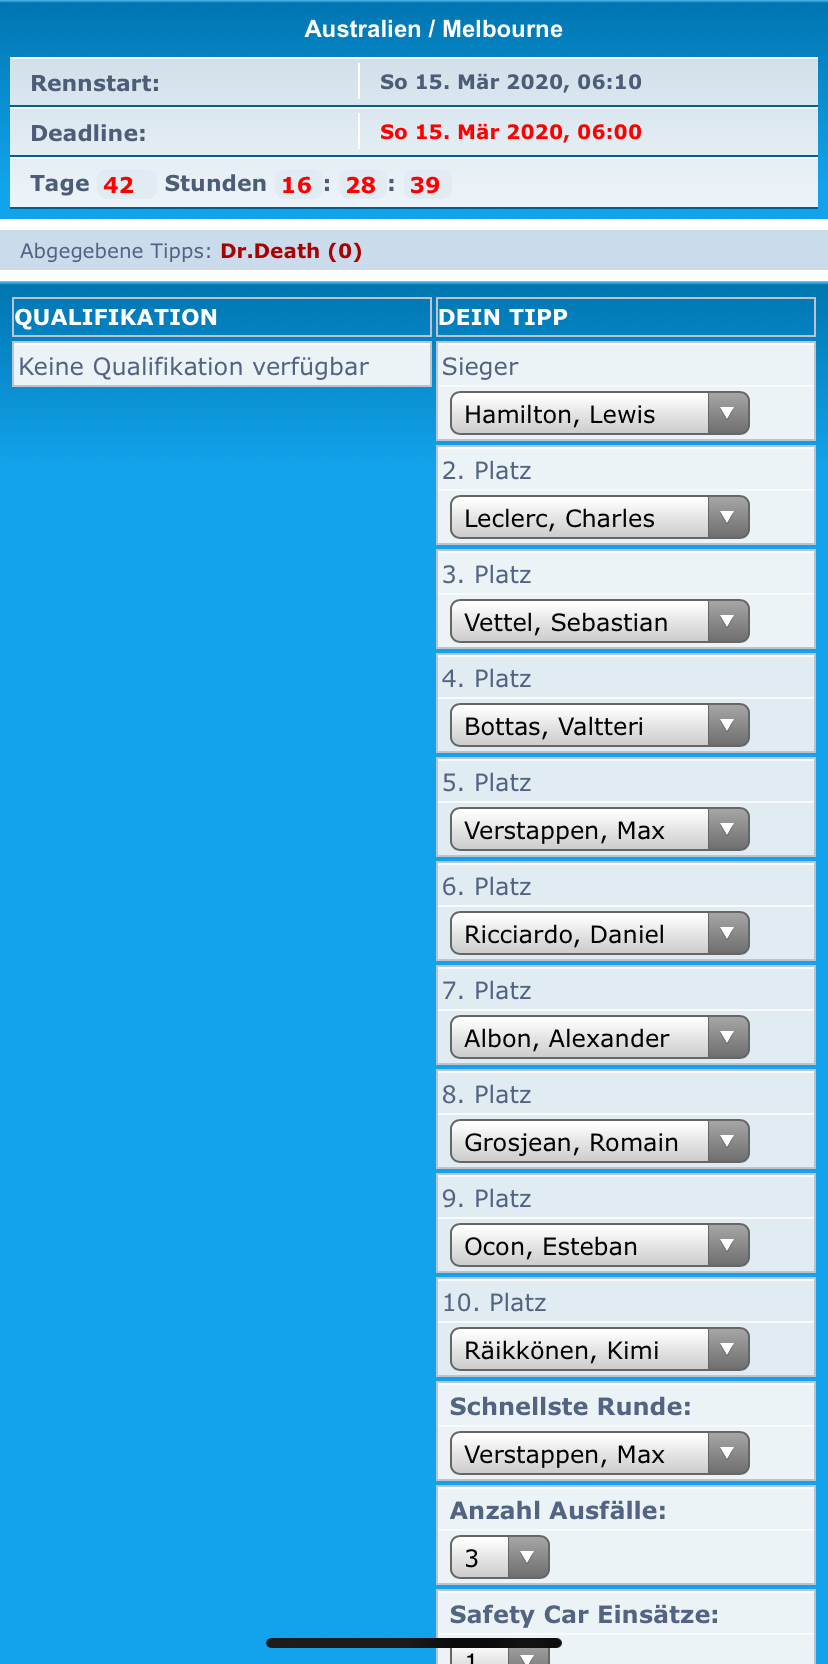 Australien / Melbourne
Rennstart: So 15. Mär 2020, 06:10
Deadline: So 15. Mär 2020, 06:00
Tage 42 Stunden 16 : 28 : 39
Abgegebene Tipps: Dr.Death (0)
QUALIFIKATION
Keine Qualifikation verfügbar
DEIN TIPP
Sieger
Hamilton, Lewis
2. Platz
Leclerc, Charles
3. Platz
Vettel, Sebastian
4. Platz
Bottas, Valtteri
5. Platz
Verstappen, Max
6. Platz
Ricciardo, Daniel
7. Platz
Albon, Alexander
8. Platz
Grosjean, Romain
9. Platz
Ocon, Esteban
10. Platz
Räikkönen, Kimi
Schnellste Runde:
Verstappen, Max
Anzahl Ausfälle:
3
Safety Car Einsätze:
1